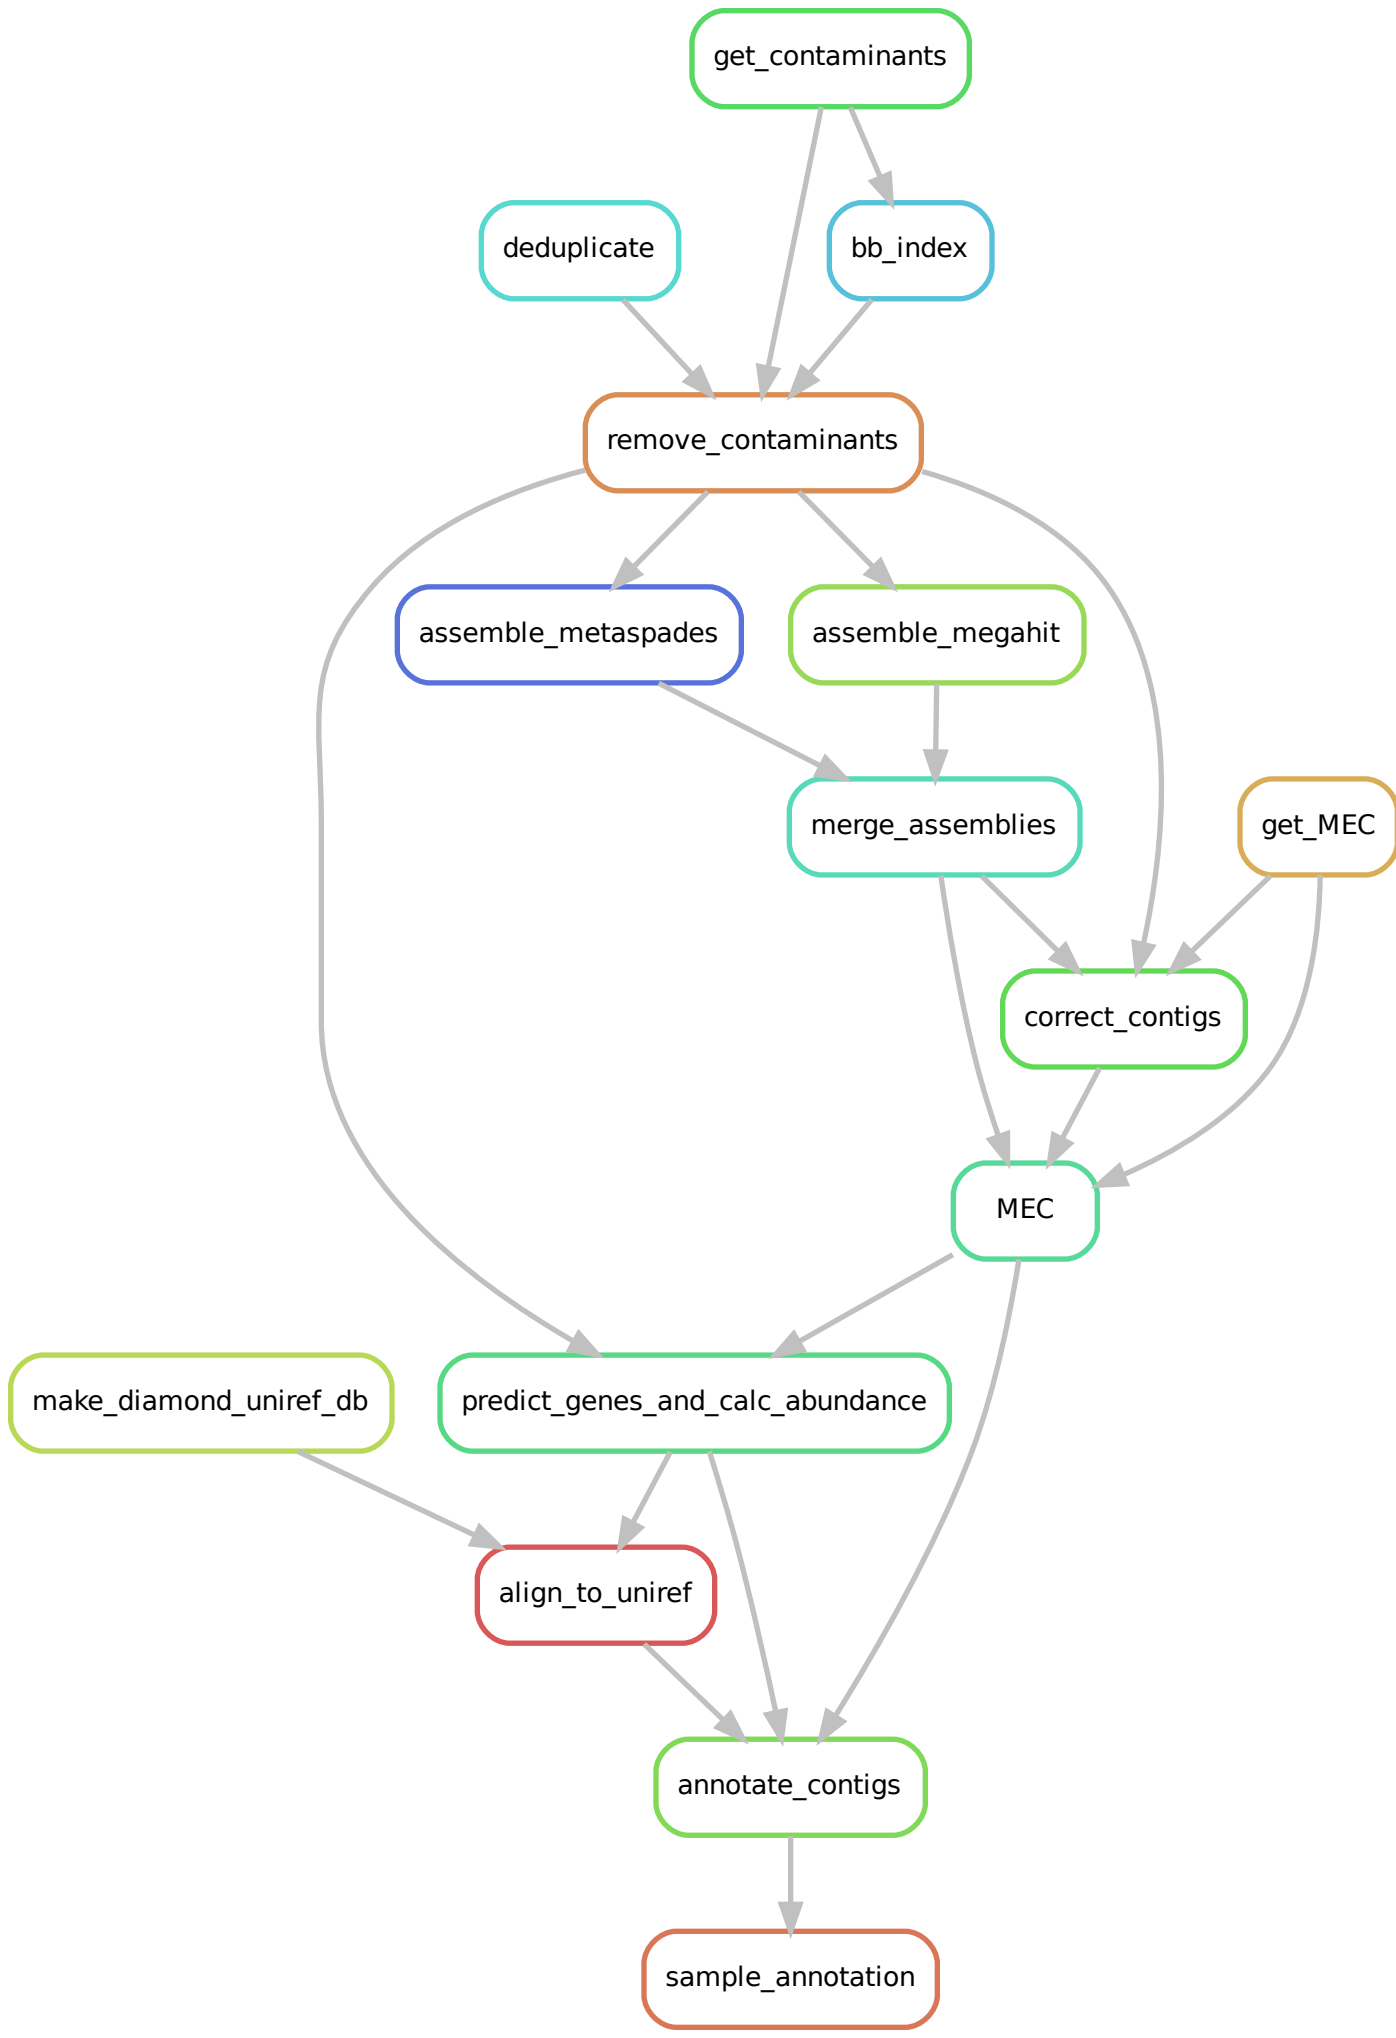 get_contaminants
deduplicate
bb_index
remove_contaminants
assemble_metaspades
assemble_megahit
merge_assemblies
get_MEC
correct_contigs
MEC
make_diamond_uniref_db
predict_genes_and_calc_abundance
align_to_uniref
annotate_contigs
sample_annotation